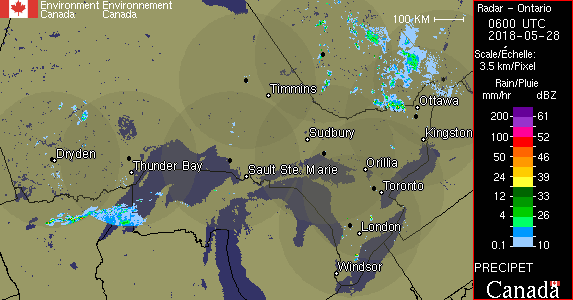 Environment Environnement
Canada Canada
100 KM
Radar - Ontario
0600 UTC
2018-05-28
Scale/Échelle:
3.5 km/Pixel
Rain/Pluie
mm/hr dBZ
200 61
100 52
50 46
24 39
12 33
4 26
0.1 10
PRECIPET
Canada
Timmins
Ottawa
Sudbury
Kingston
Dryden
Thunder Bay
Sault Ste. Marie
Orillia
Toronto
London
Windsor